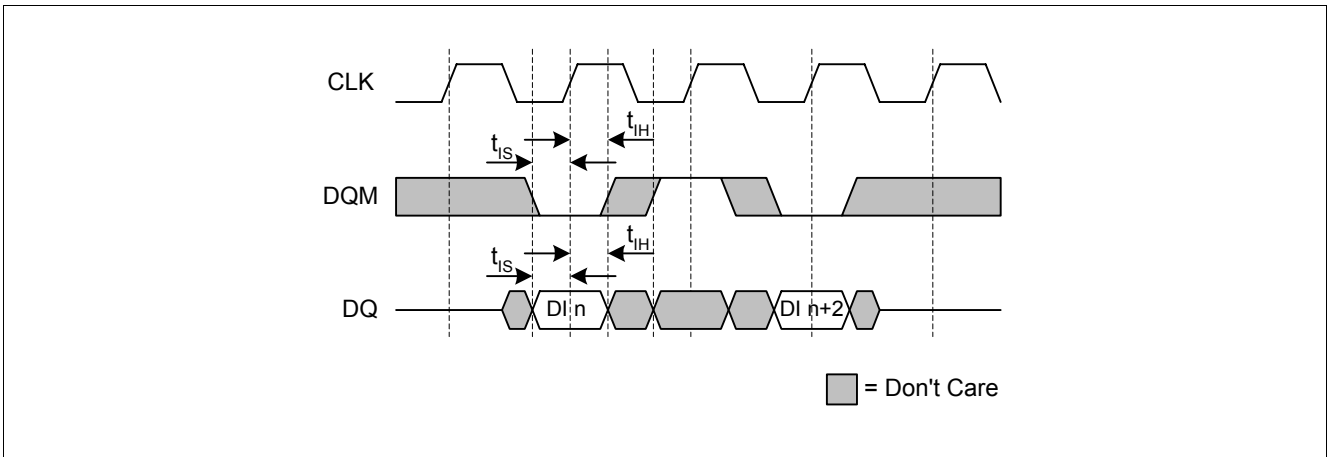 CLK
tIH
tIS
DQM
tIH
tIS
DQ
DI n
DI n+2
= Don't Care